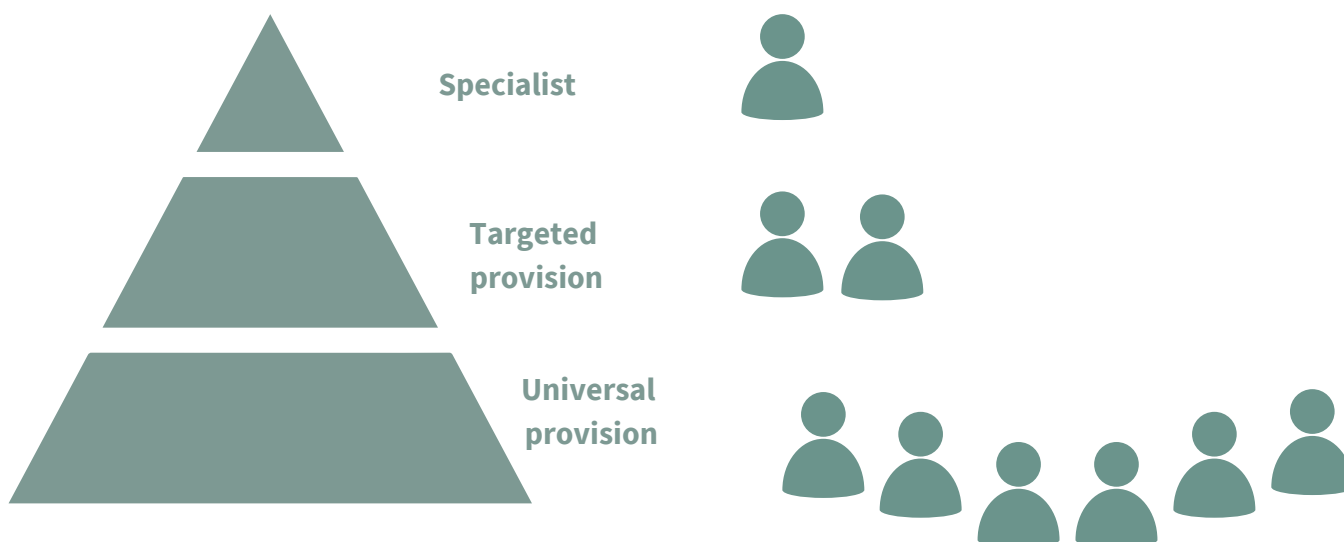 Specialist
Targeted
provision
Universal
provision